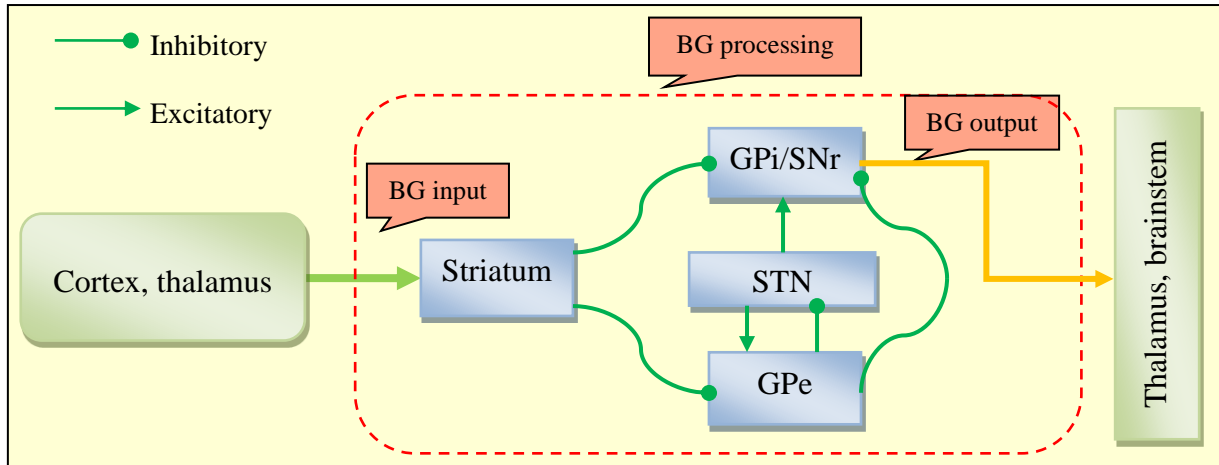 Inhibitory
Excitatory
BG processing
BG output
BG input
GPi/SNr
Cortex, thalamus
Striatum
STN
GPe
Thalamus, brainstem